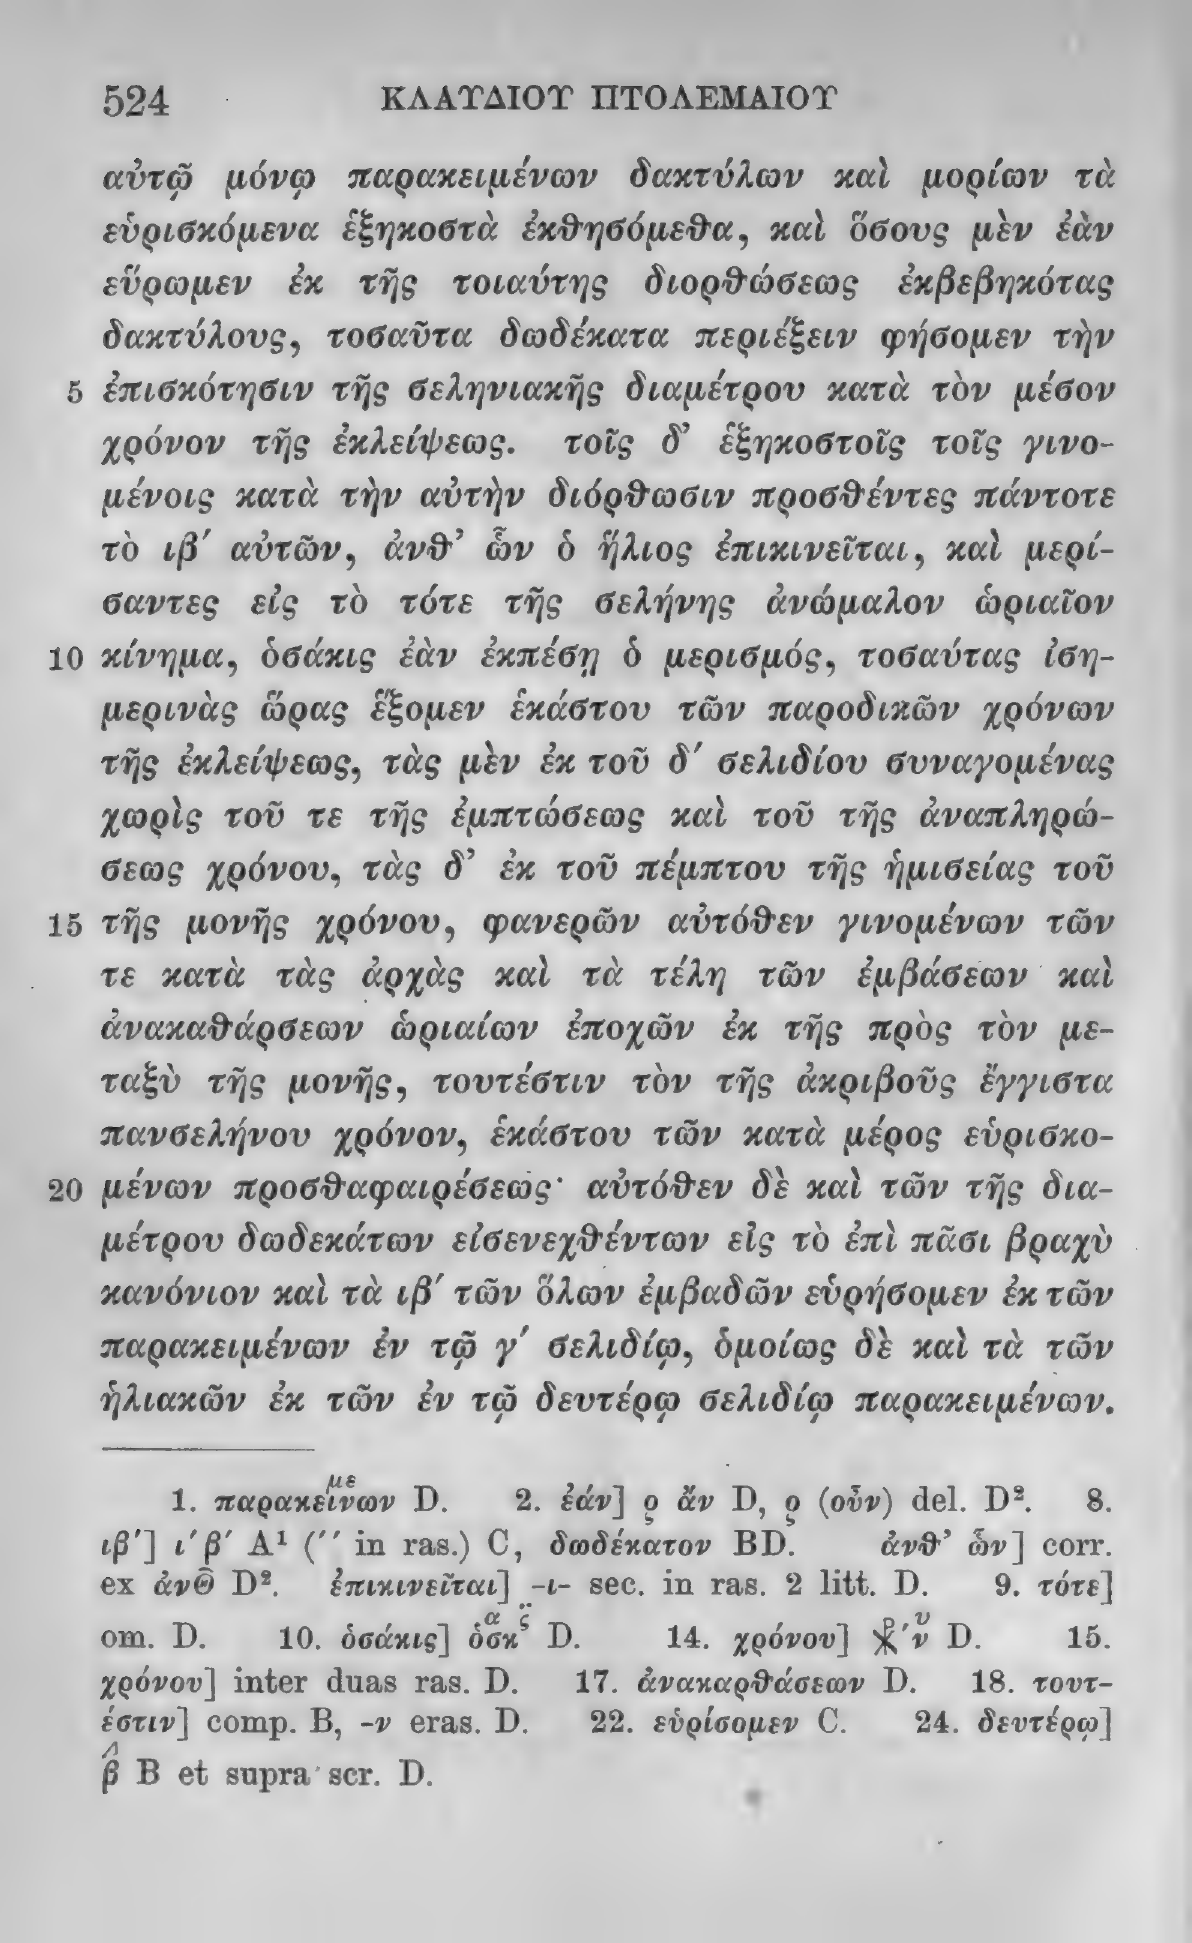 524 ΚΛΑΥΔΙΟΥ ΠΤΟΛΕΜΑΙΟΥ
αὐτῷ μόνῳ παρακειμένων δακτύλων καὶ μορίων τὰ
εὑρισκόμενα ἑξηκοστὰ ἐκθησόμεθα, καὶ ὅσους μὲν ἐὰν
εὕρωμεν ἐκ τῆς τοιαύτης διορθώσεως ἐκβεβηκότας
δακτύλους, τοσαῦτα δωδέκατα περιέξειν φήσομεν τὴν
5 ἐπισκότησιν τῆς σεληνιακῆς διαμέτρου κατὰ τὸν μέσον
χρόνον τῆς ἐκλείψεως. τοῖς δ’ ἑξηκοστοῖς τοῖς γινο-
μένοις κατὰ τὴν αὐτὴν διόρθωσιν προσθέντες πάντοτε
τὸ ιβ′ αὐτῶν, ἀνθ’ ὧν ὁ ἥλιος ἐπικινεῖται, καὶ μερί-
σαντες εἰς τὸ τότε τῆς σελήνης ἀνώμαλον ὡριαῖον
10 κίνημα, ὁσάκις ἐὰν ἐκπέσῃ ὁ μερισμός, τοσαύτας ἰση-
μερινὰς ὥρας ἕξομεν ἑκάστου τῶν παροδικῶν χρόνων
τῆς ἐκλείψεως, τὰς μὲν ἐκ τοῦ δ′ σελιδίου συναγομένας
χωρὶς τοῦ τε τῆς ἐμπτώσεως καὶ τοῦ τῆς ἀναπληρώ-
σεως χρόνου, τὰς δ’ ἐκ τοῦ πέμπτου τῆς ἡμισείας τοῦ
15 τῆς μονῆς χρόνου, φανερῶν αὐτόθεν γινομένων τῶν
τε κατὰ τὰς ἀρχὰς καὶ τὰ τέλη τῶν ἐμβάσεων καὶ
ἀνακαθάρσεων ὡριαίων ἐποχῶν ἐκ τῆς πρὸς τὸν με-
ταξὺ τῆς μονῆς, τουτέστιν τὸν τῆς ἀκριβοῦς ἔγγιστα
πανσελήνου χρόνον, ἑκάστου τῶν κατὰ μέρος εὑρισκο-
20 μένων προσθαφαιρέσεως· αὐτόθεν δὲ καὶ τῶν τῆς δια-
μέτρου δωδεκάτων εἰσενεχθέντων εἰς τὸ ἐπὶ πᾶσι βραχὺ
κανόνιον καὶ τὰ ιβ′ τῶν ὅλων ἐμβαδῶν εὑρήσομεν ἐκ τῶν
παρακειμένων ἐν τῷ γ′ σελιδίῳ, ὁμοίως δὲ καὶ τὰ τῶν
ἡλιακῶν ἐκ τῶν ἐν τῷ δευτέρῳ σελιδίῳ παρακειμένων.
1. παρακείνων με D. 2. ἐάν] ο ἄν D, ο (οὖν) del. D². 8.
ιβ′] ι′β′ A¹ (′′ in ras.) C, δωδέκατον BD. ἀνθ’ ὧν] corr.
ex ἀνθ D². ἐπικινεῖται] -ι- sec. in ras. 2 litt. D. 9. τότε]
om. D. 10. ὁσάκις] D. 14. χρόνου] D. 15.
χρόνου] inter duas ras. D. 17. ἀνακαρθάσεων D. 18. τουτ-
έστιν] comp. B, -ν eras. D. 22. εὑρίσομεν C. 24. δευτέρῳ]
β B et supra scr. D.